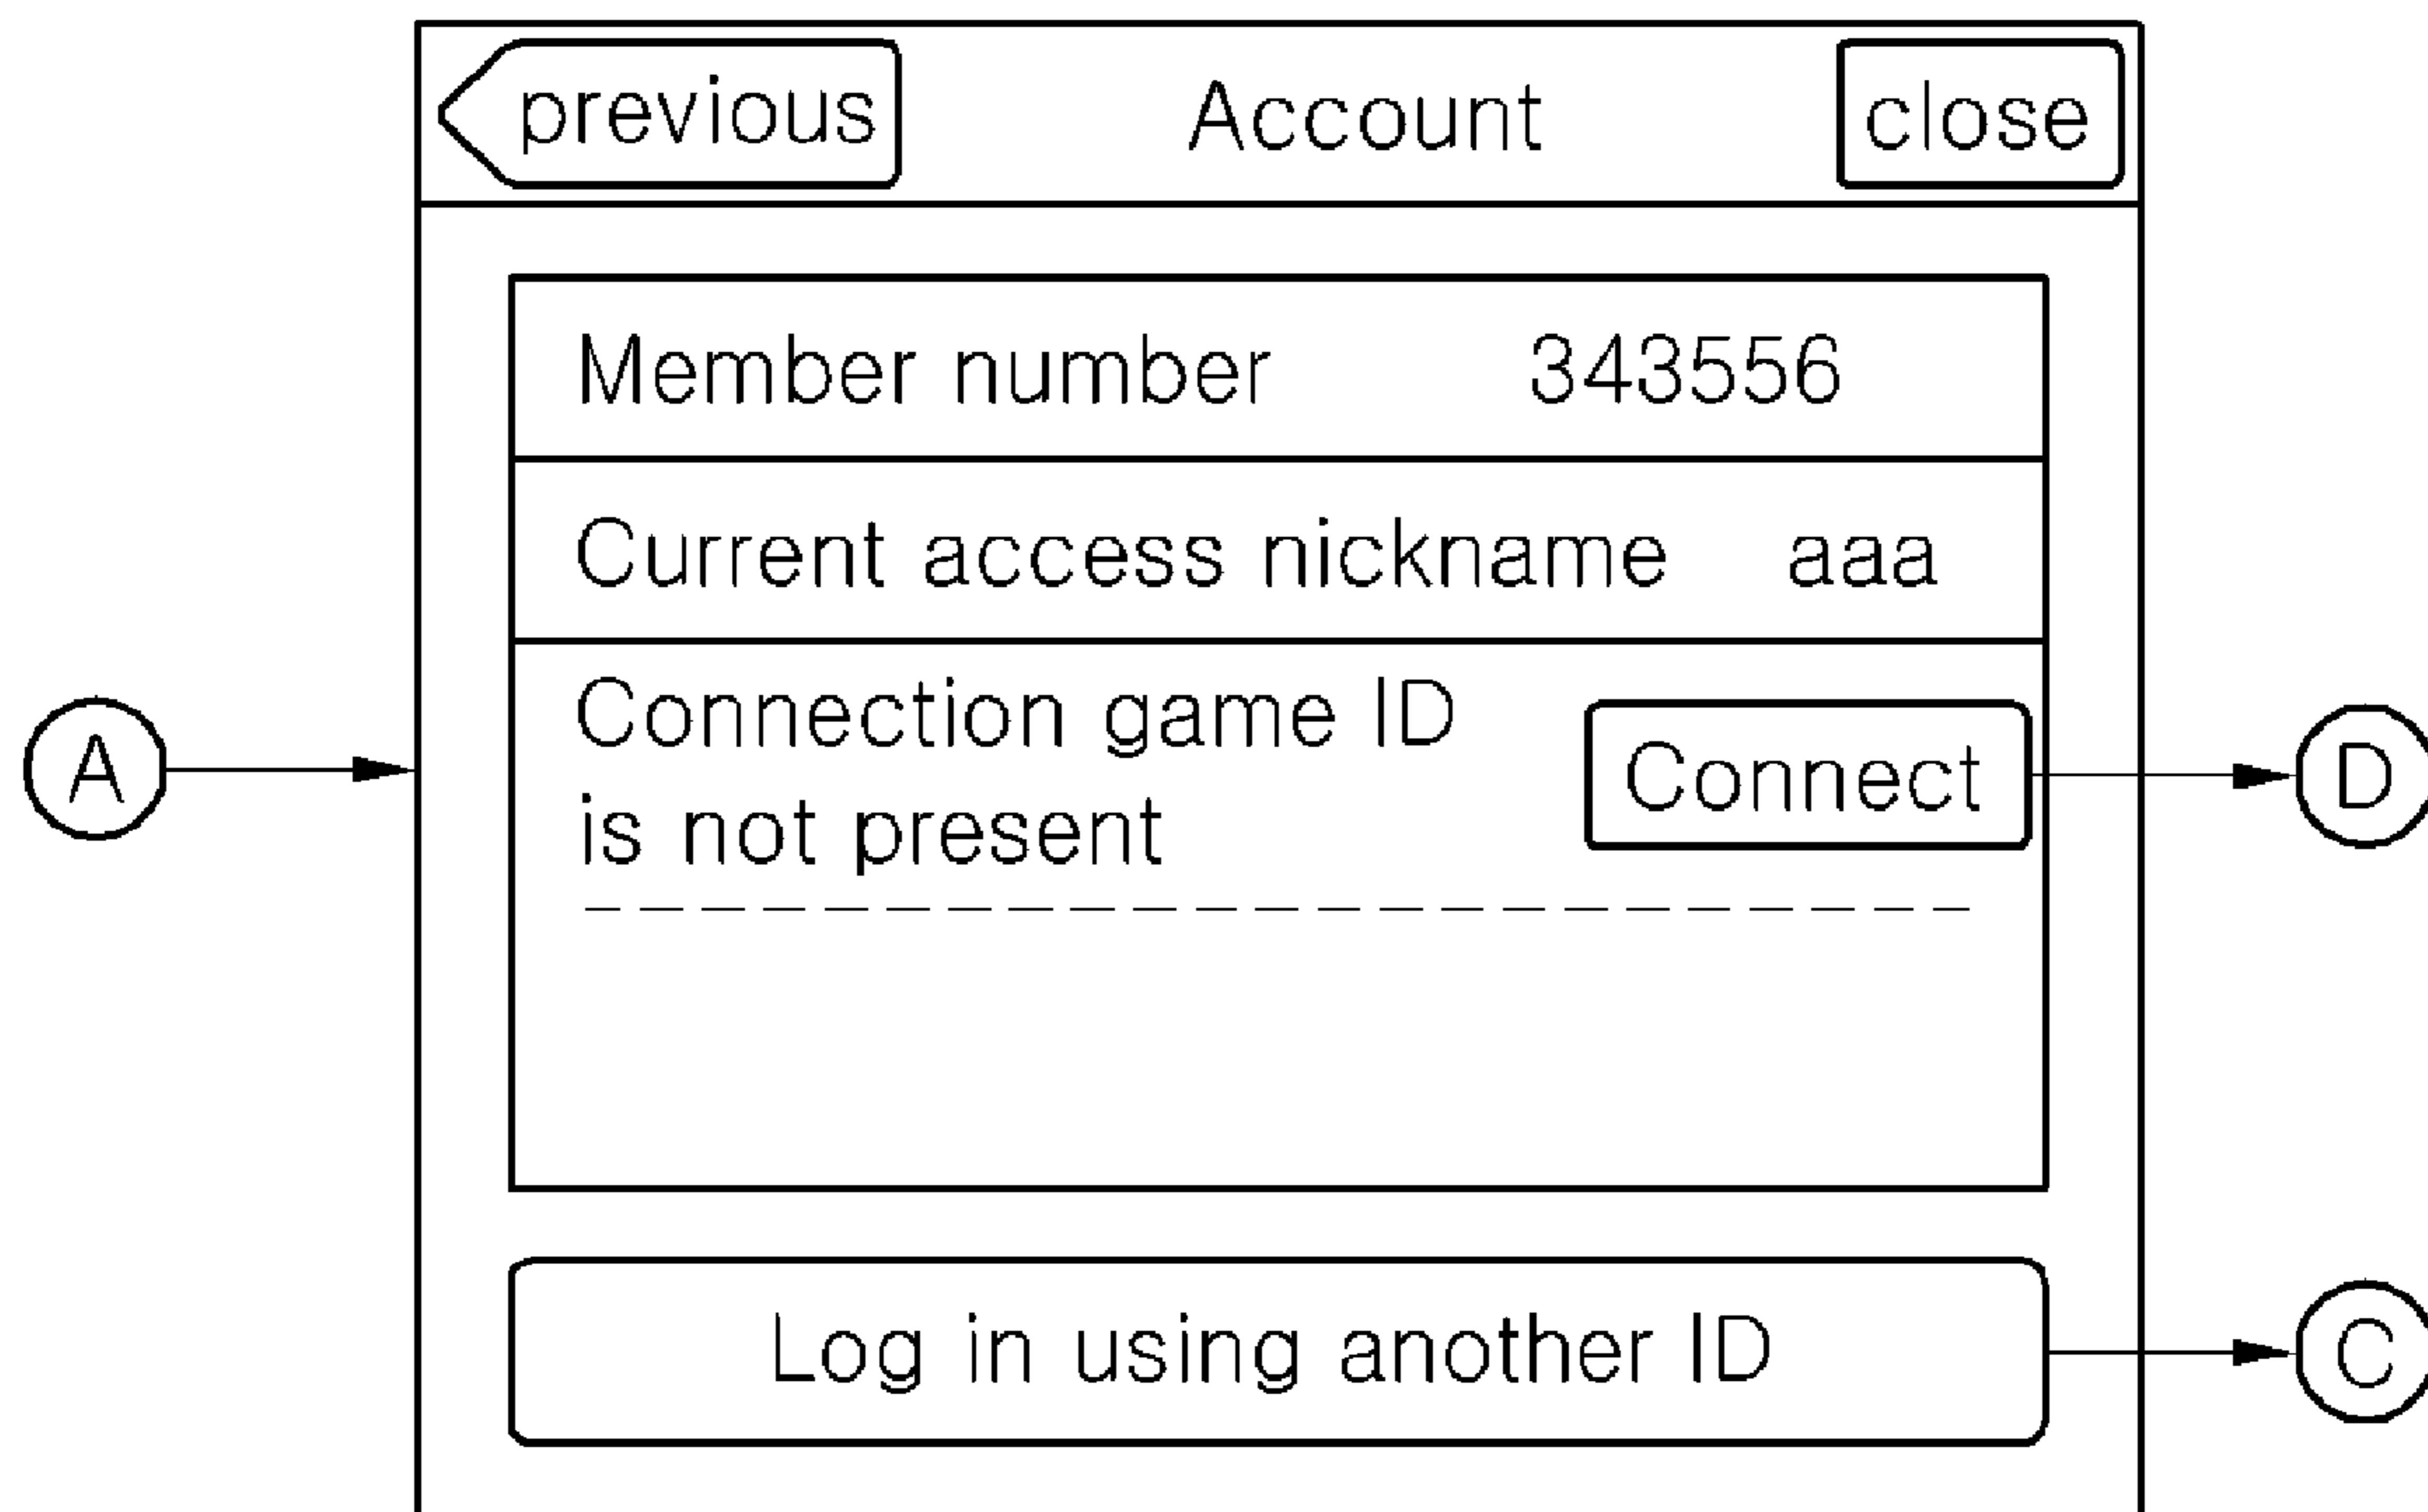 previous Account close
Member number 343556
Current access nickname aaa
Connection game ID
is not present
Connect
A
D
Log in using another ID
C